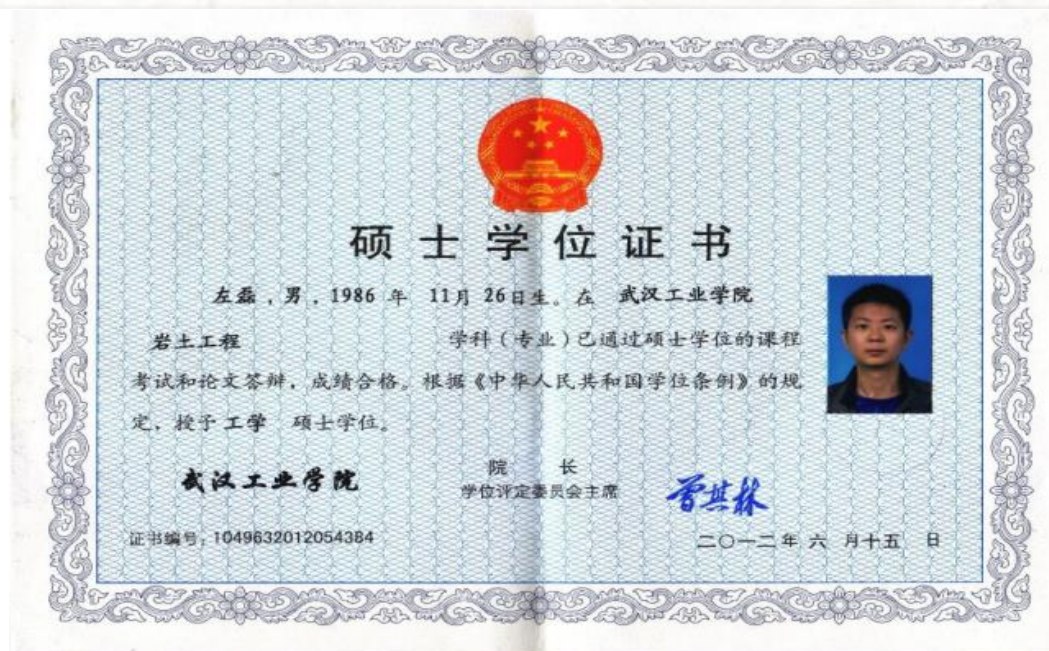 硕士学位证书
左磊，男，1986 年 11月 26日生。在 武汉工业学院
岩土工程 学科（专业）已通过硕士学位的课程
考试和论文答辩，成绩合格。根据《中华人民共和国学位条例》的规
定，授予 工学 硕士学位。
武汉工业学院
院 长
学位评定委员会主席
曾其林
证书编号：1049632012054384
二〇一二年 六 月十五 日